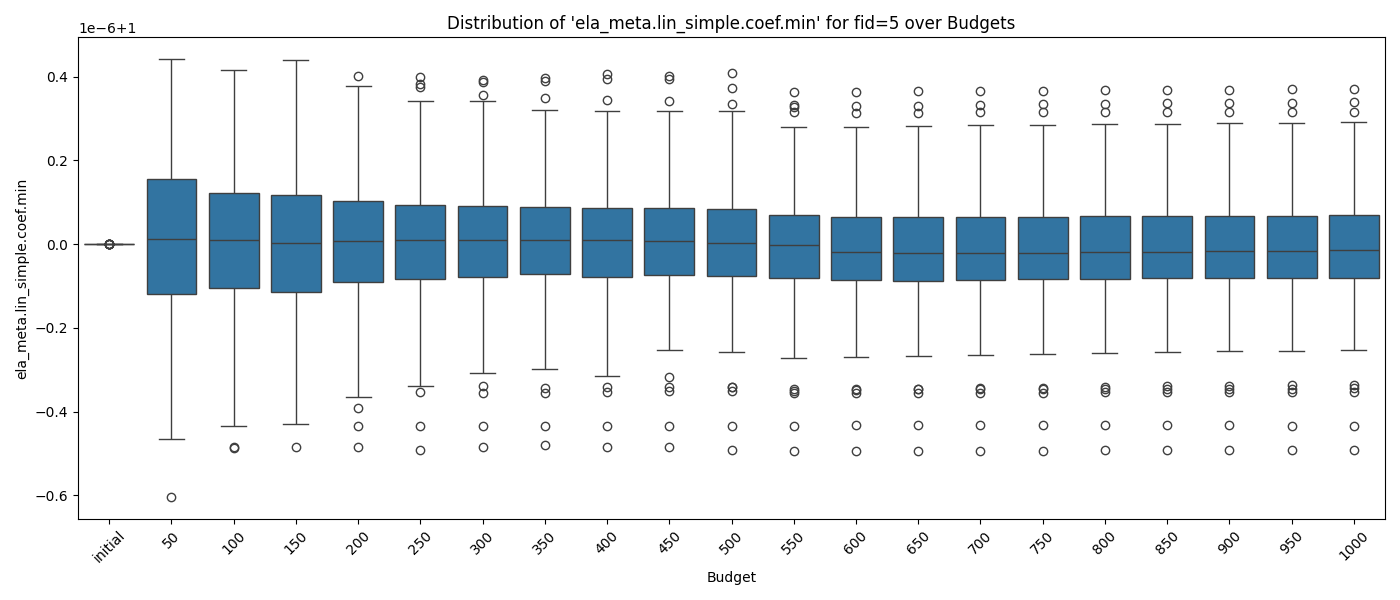 Distribution of 'ela_meta.lin_simple.coef.min' for fid=5 over Budgets
1e−6+1
0.4
0.2
0.0
−0.2
−0.4
−0.6
ela_meta.lin_simple.coef.min
initial 50 100 150 200 250 300 350 400 450 500 550 600 650 700 750 800 850 900 950 1000
Budget